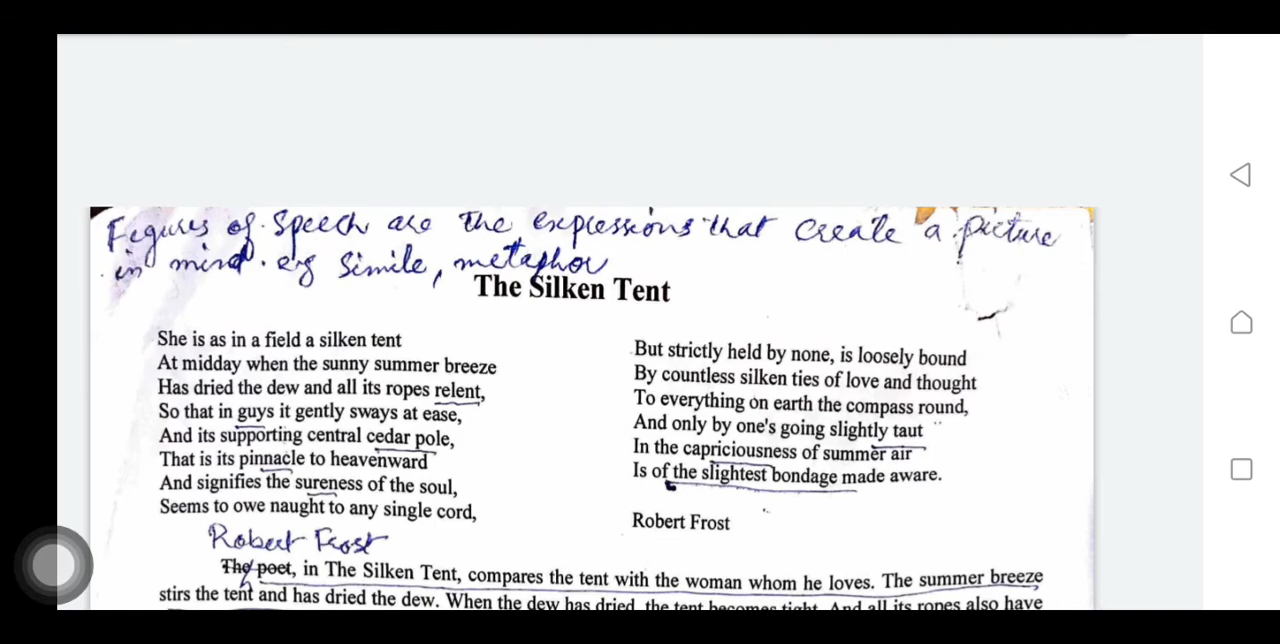 Figures of speech are the expressions that create a picture
in mind. eg simile, metaphor
The Silken Tent
She is as in a field a silken tent
At midday when the sunny summer breeze
Has dried the dew and all its ropes relent,
So that in guys it gently sways at ease,
And its supporting central cedar pole,
That is its pinnacle to heavenward
And signifies the sureness of the soul,
Seems to owe naught to any single cord,
But strictly held by none, is loosely bound
By countless silken ties of love and thought
To everything on earth the compass round,
And only by one's going slightly taut
In the capriciousness of summer air
Is of the slightest bondage made aware.
Robert Frost
Robert Frost
The poet, in The Silken Tent, compares the tent with the woman whom he loves. The summer breeze
stirs the tent and has dried the dew. When the dew has dried, the tent becomes tight. And all its ropes also have